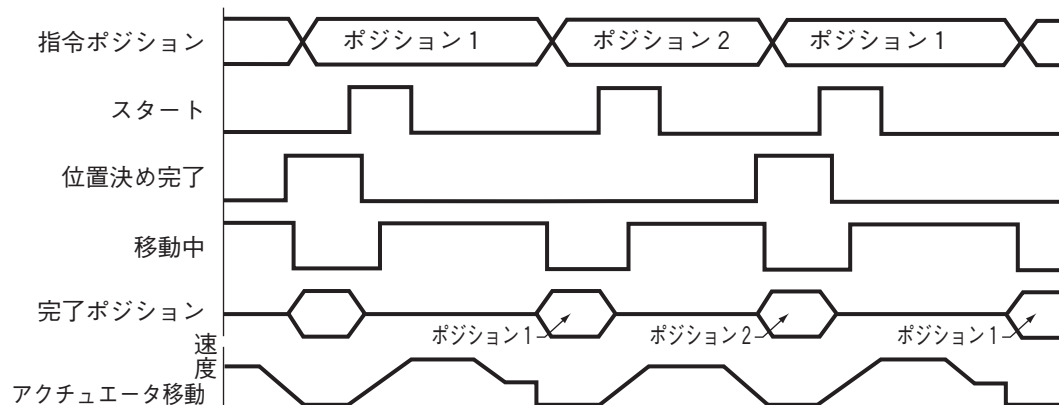 指令ポジション
ポジション1
ポジション2
ポジション1
スタート
位置決め完了
移動中
完了ポジション
ポジション1
ポジション2
ポジション1
速度
アクチュエータ移動